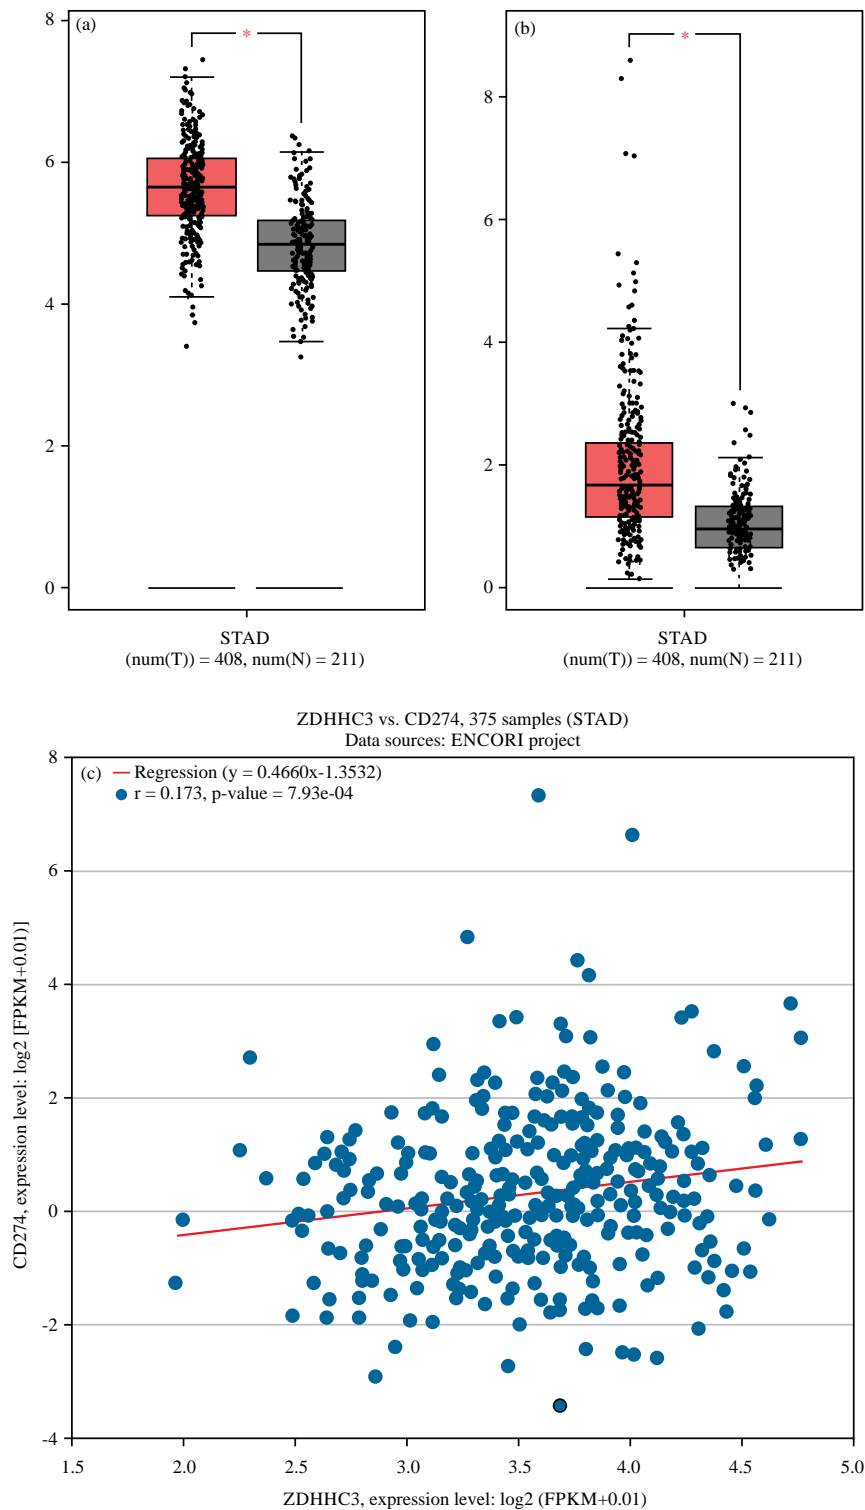 (a)
*
8
6
4
2
0
STAD
(num(T)) = 408, num(N) = 211)
(b)
*
8
6
4
2
0
STAD
(num(T)) = 408, num(N) = 211)
ZDHHC3 vs. CD274, 375 samples (STAD)
Data sources: ENCORI project
(c)
Regression (y = 0.4660x-1.3532)
r = 0.173, p-value = 7.93e-04
CD274, expression level: log2 [FPKM+0.01)]
8
6
4
2
0
-2
-4
1.5 2.0 2.5 3.0 3.5 4.0 4.5 5.0
ZDHHC3, expression level: log2 (FPKM+0.01)